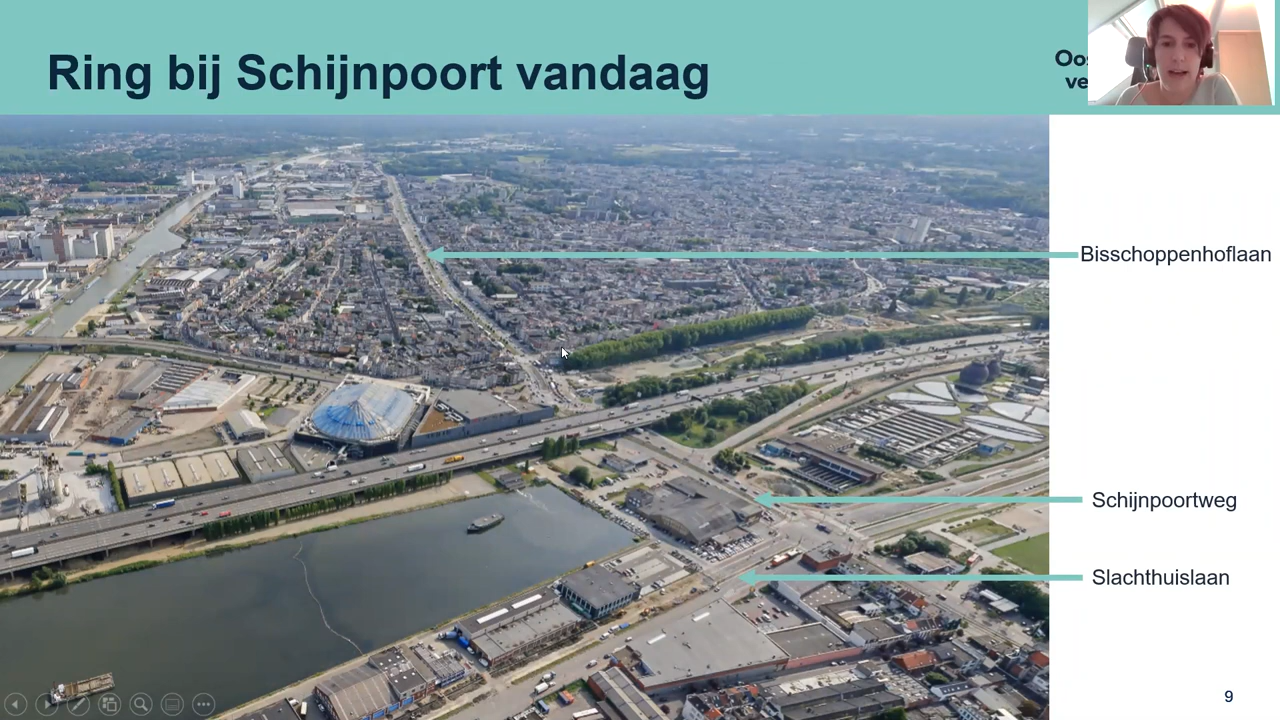 Ring bij Schijnpoort vandaag
Bisschoppenhoflaan
Schijnpoortweg
Slachthuislaan
9